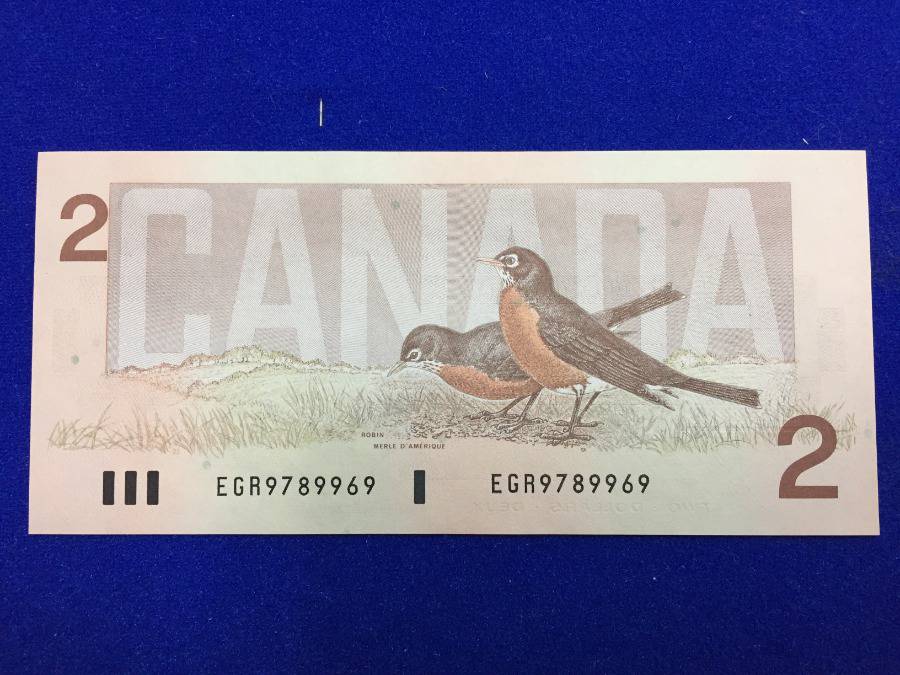 2
CANADA
ROBIN
MERLE D'AMÉRIQUE
EGR9789969 EGR9789969
2